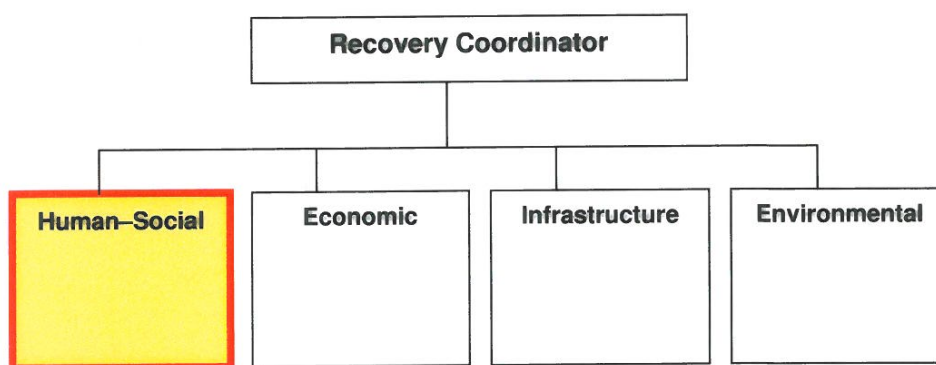 Recovery Coordinator
Human–Social
Economic
Infrastructure
Environmental